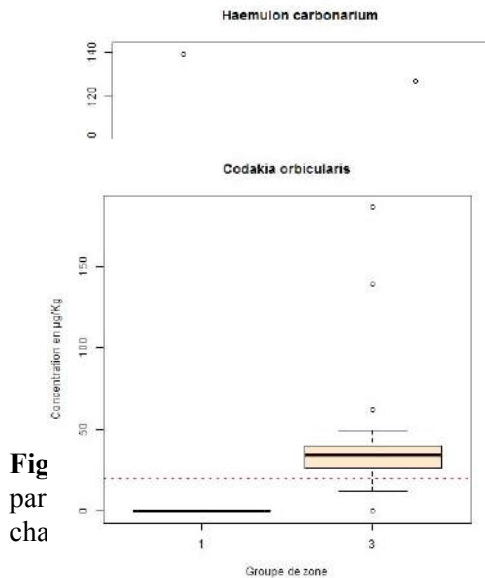 Haemulon carbonarium
140
120
0
Codakia orbicularis
150
100
50
0
Concentration en µg/Kg
1 3
Groupe de zone
Fig
par
cha